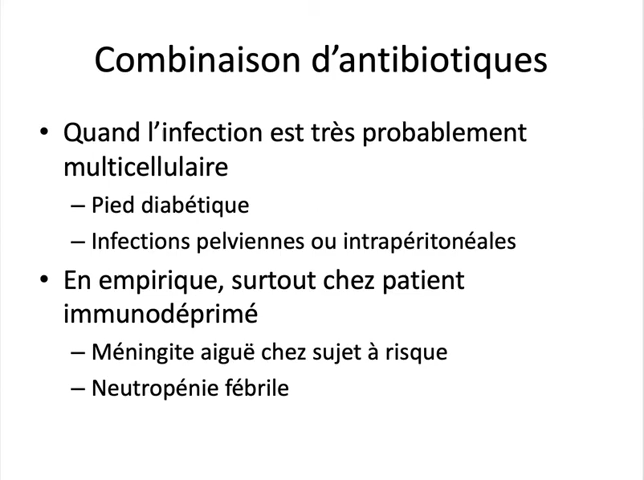 Combinaison d’antibiotiques
• Quand l’infection est très probablement
multicellulaire
– Pied diabétique
– Infections pelviennes ou intrapéritonéales
• En empirique, surtout chez patient
immunodéprimé
– Méningite aiguë chez sujet à risque
– Neutropénie fébrile